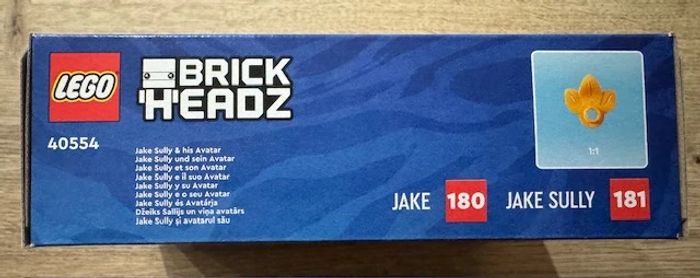 LEGO
BRICK
HEADZ
40554
Jake Sully & his Avatar
Jake Sully und sein Avatar
Jake Sully et son Avatar
Jake Sully e il suo Avatar
Jake Sully y su Avatar
Jake Sully e o seu Avatar
Jake Sully és Avatárja
Džeiks Sallijs un viņa avatārs
Jake Sully și avatarul său
1:1
JAKE 180 JAKE SULLY 181